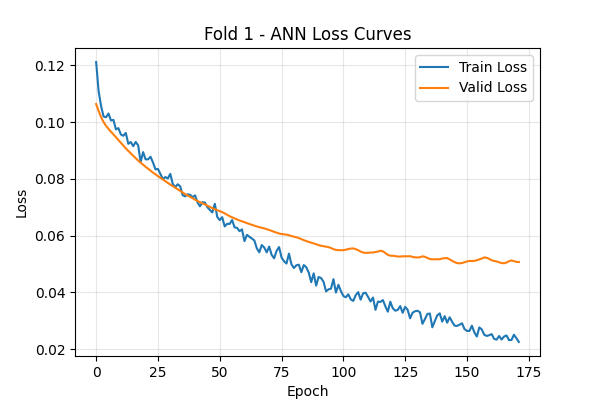 Fold 1 - ANN Loss Curves
Train Loss
Valid Loss
Loss
0.12
0.10
0.08
0.06
0.04
0.02
0 25 50 75 100 125 150 175
Epoch